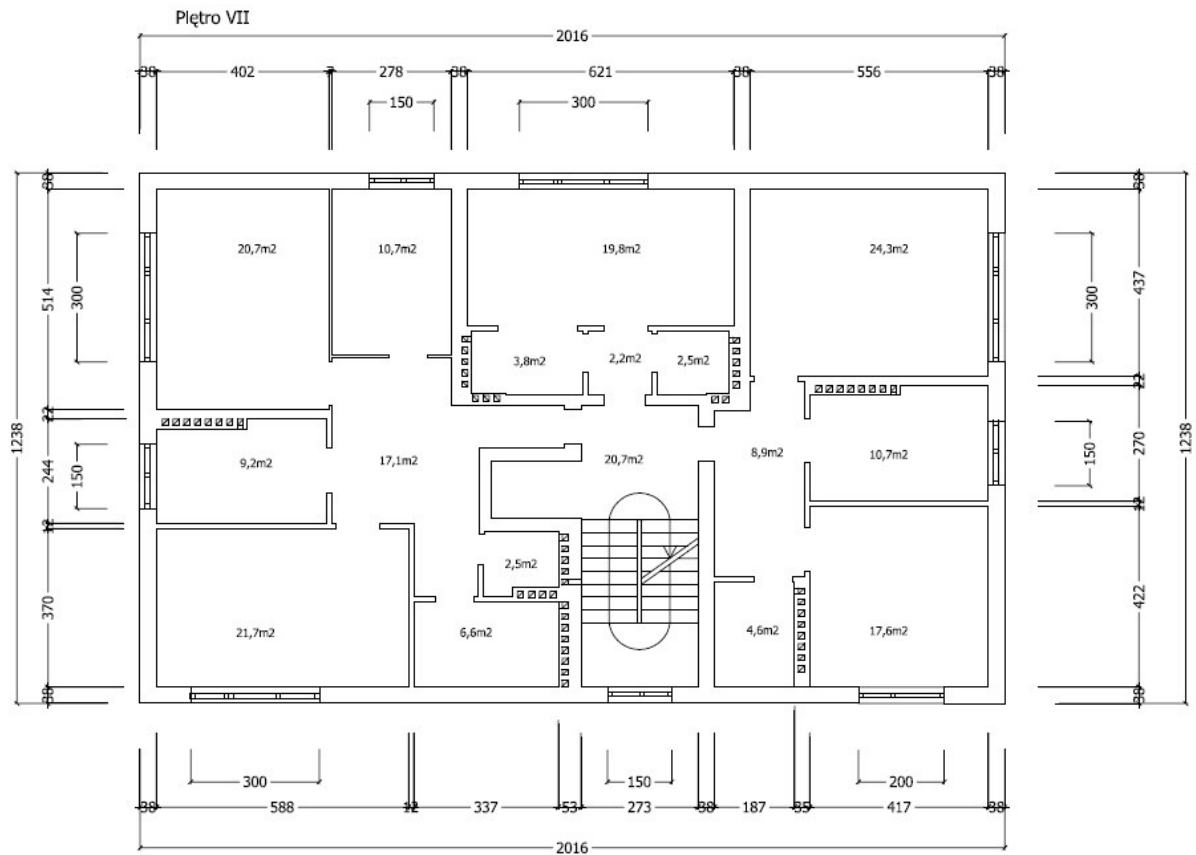 Piętro VII
2016
38 402 7 278 38 621 38 556 38
150 300
38 38
20,7m2 10,7m2 19,8m2 24,3m2
514 300 300 437
3,8m2 2,2m2 2,5m2
22 22
1238 1238
244 150 9,2m2 17,1m2 20,7m2 8,9m2 10,7m2 150 270
12 12
2,5m2
370 21,7m2 6,6m2 4,6m2 17,6m2 422
38 38
300 150 200
38 588 12 337 53 273 38 187 35 417 38
2016